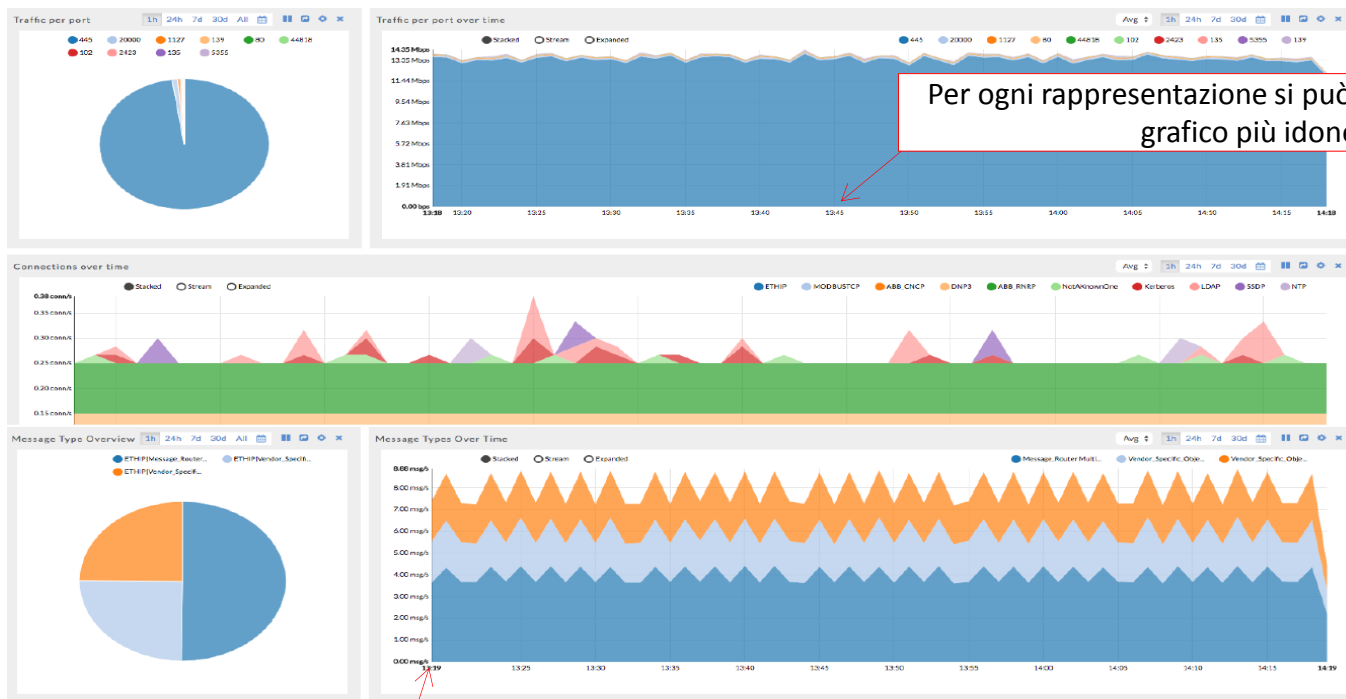 Traffic per port 1h 24h 7d 30d All
445 20000 1127 139 80 44818
102 2423 135 5355
Traffic per port over time Avg 1h 24h 7d 30d
Stacked Stream Expanded 445 20000 1127 80 44818 102 2423 135 5355 139
14.35 Mbps
13.35 Mbps
11.44 Mbps
9.54 Mbps
7.63 Mbps
5.72 Mbps
3.81 Mbps
1.91 Mbps
0.00 bps
13:18 13:20 13:25 13:30 13:35 13:40 13:45 13:50 13:55 14:00 14:05 14:10 14:15 14:18
Per ogni rappresentazione si può
grafico più idone
Connections over time Avg 1h 24h 7d 30d
Stacked Stream Expanded ETHIP MODBUSTCP ABB_CNCP DNP3 ABB_RNRP NotAKnownOne Kerberos LDAP SSDP NTP
0.38 conn/s
0.35 conn/s
0.30 conn/s
0.25 conn/s
0.20 conn/s
0.15 conn/s
Message Type Overview 1h 24h 7d 30d All
ETHIP|Message_Router... ETHIP|Vendor_Specifi...
ETHIP|Vendor_Specifi...
Message Types Over Time Avg 1h 24h 7d 30d
Stacked Stream Expanded Message_Router Multi... Vendor_Specific_Obje... Vendor_Specific_Obje...
8.00 msg/s
7.00 msg/s
6.00 msg/s
5.00 msg/s
4.00 msg/s
3.00 msg/s
2.00 msg/s
1.00 msg/s
0.00 msg/s
13:19 13:25 13:30 13:35 13:40 13:45 13:50 13:55 14:00 14:05 14:10 14:15 14:19